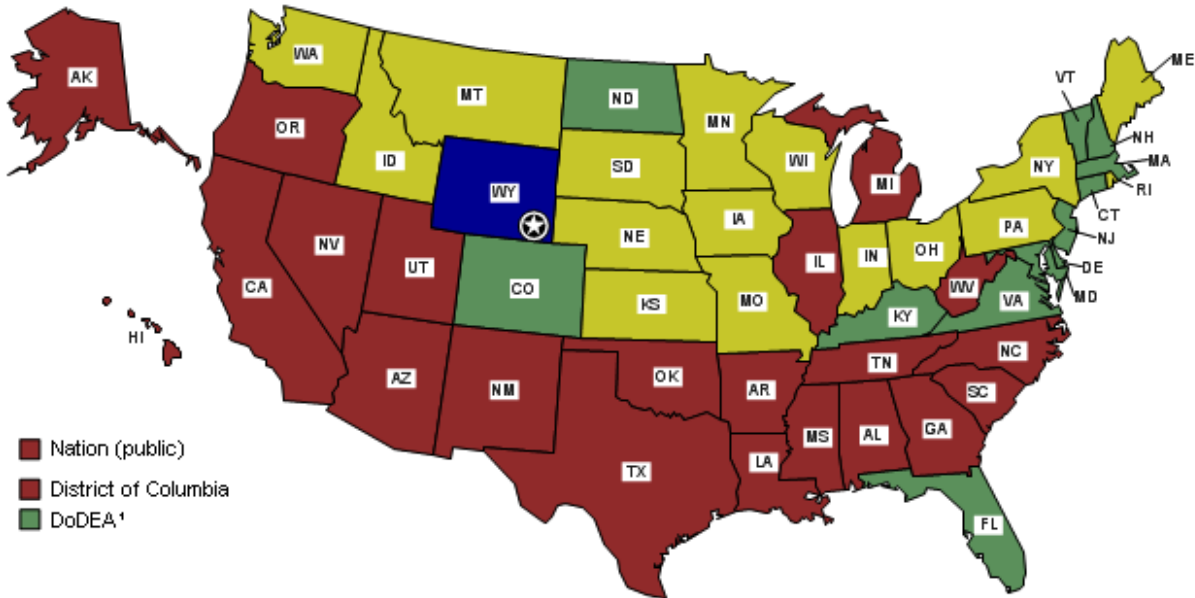 AK
WA
MT
ND
MN
ME
VT
OR
ID
WY
SD
WI
MI
NY
NH
MA
RI
CT
NV
UT
CO
NE
IA
IL
IN
OH
PA
NJ
DE
MD
CA
KS
MO
KY
WV
VA
HI
AZ
NM
OK
AR
TN
NC
SC
MS
AL
GA
TX
LA
FL
Nation (public)
District of Columbia
DoDEA¹